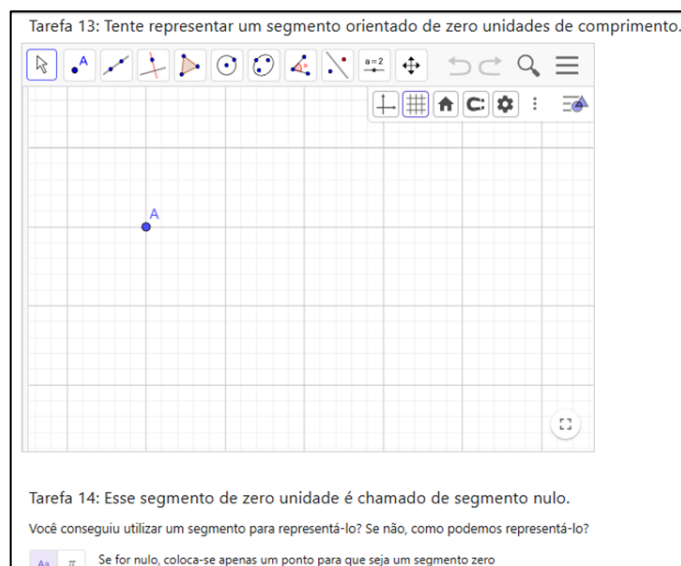 Tarefa 13: Tente representar um segmento orientado de zero unidades de comprimento.
A
a=2
A
Tarefa 14: Esse segmento de zero unidade é chamado de segmento nulo.
Você conseguiu utilizar um segmento para representá-lo? Se não, como podemos representá-lo?
Aa π Se for nulo, coloca-se apenas um ponto para que seja um segmento zero